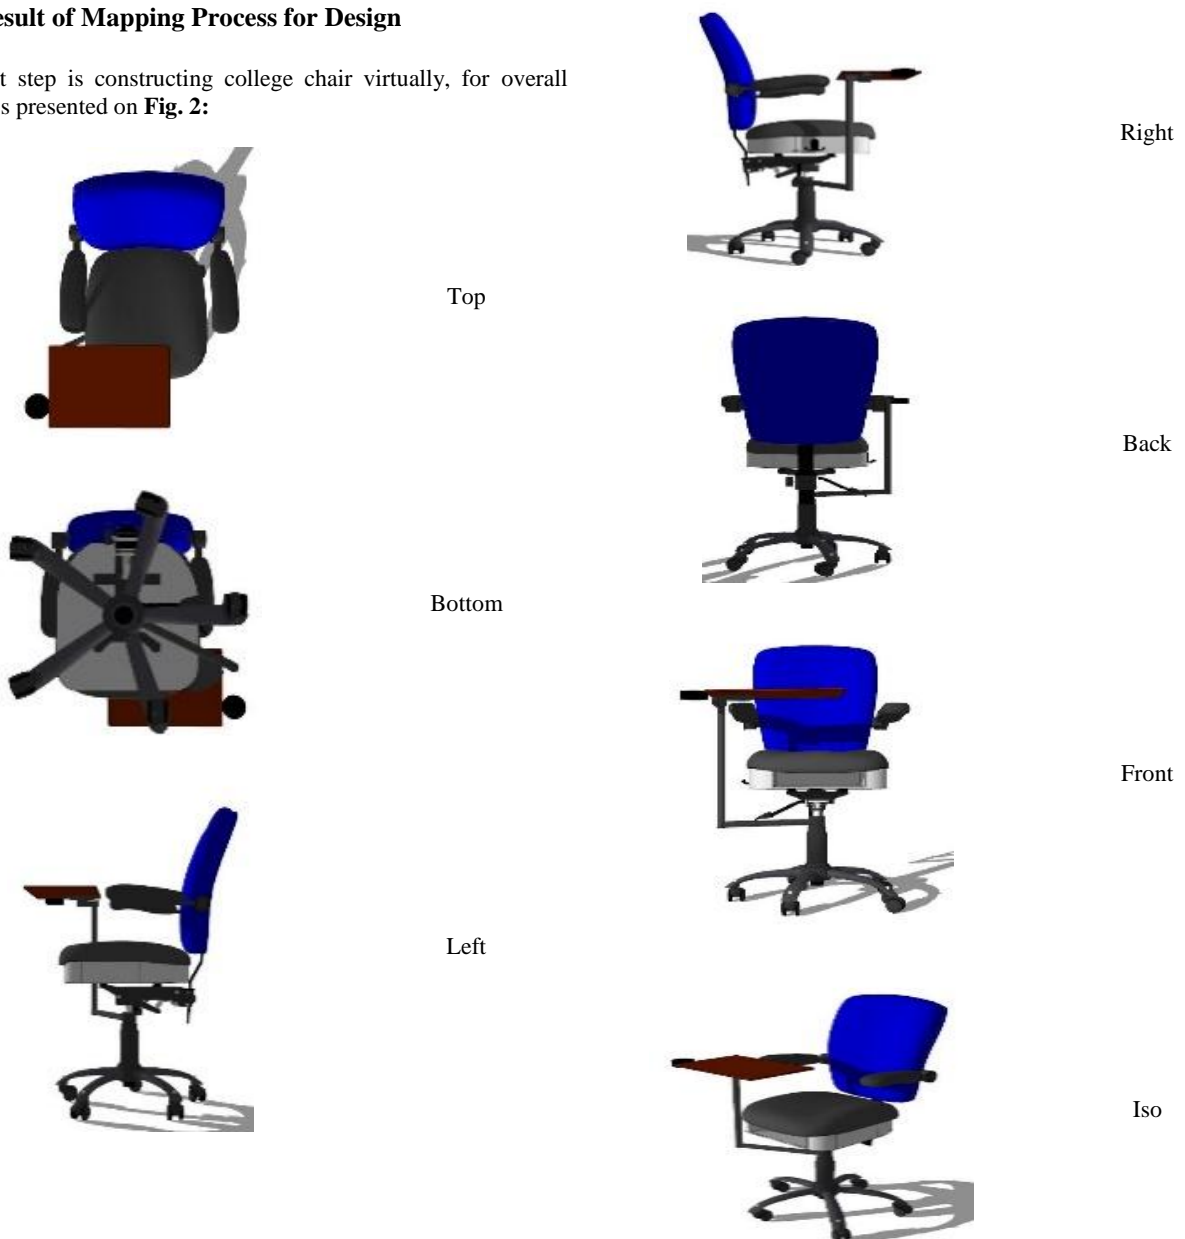 esult of Mapping Process for Design
t step is constructing college chair virtually, for overall
s presented on Fig. 2:
Top
Bottom
Left
Right
Back
Front
Iso